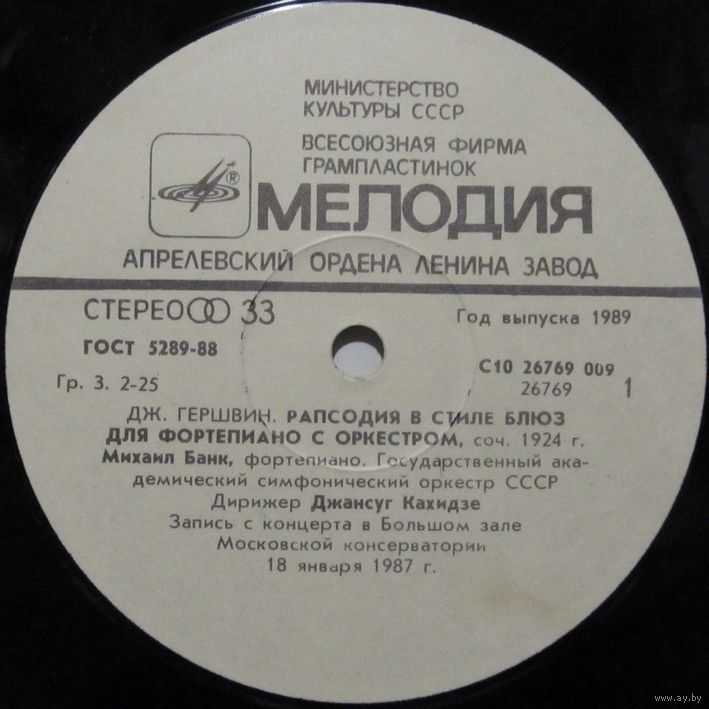 МИНИСТЕРСТВО
КУЛЬТУРЫ СССР
ВСЕСОЮЗНАЯ ФИРМА
ГРАМПЛАСТИНОК
®
МЕЛОДИЯ
АПРЕЛЕВСКИЙ ОРДЕНА ЛЕНИНА ЗАВОД
СТЕРЕО 33
Год выпуска 1989
ГОСТ 5289-88
С10 26769 009
Гр. 3. 2-25
26769 1
ДЖ. ГЕРШВИН. РАПСОДИЯ В СТИЛЕ БЛЮЗ
ДЛЯ ФОРТЕПИАНО С ОРКЕСТРОМ, соч. 1924 г.
Михаил Банк, фортепиано. Государственный ака-
демический симфонический оркестр СССР
Дирижер Джансуг Кахидзе
Запись с концерта в Большом зале
Московской консерватории
18 января 1987 г.
www.ay.by